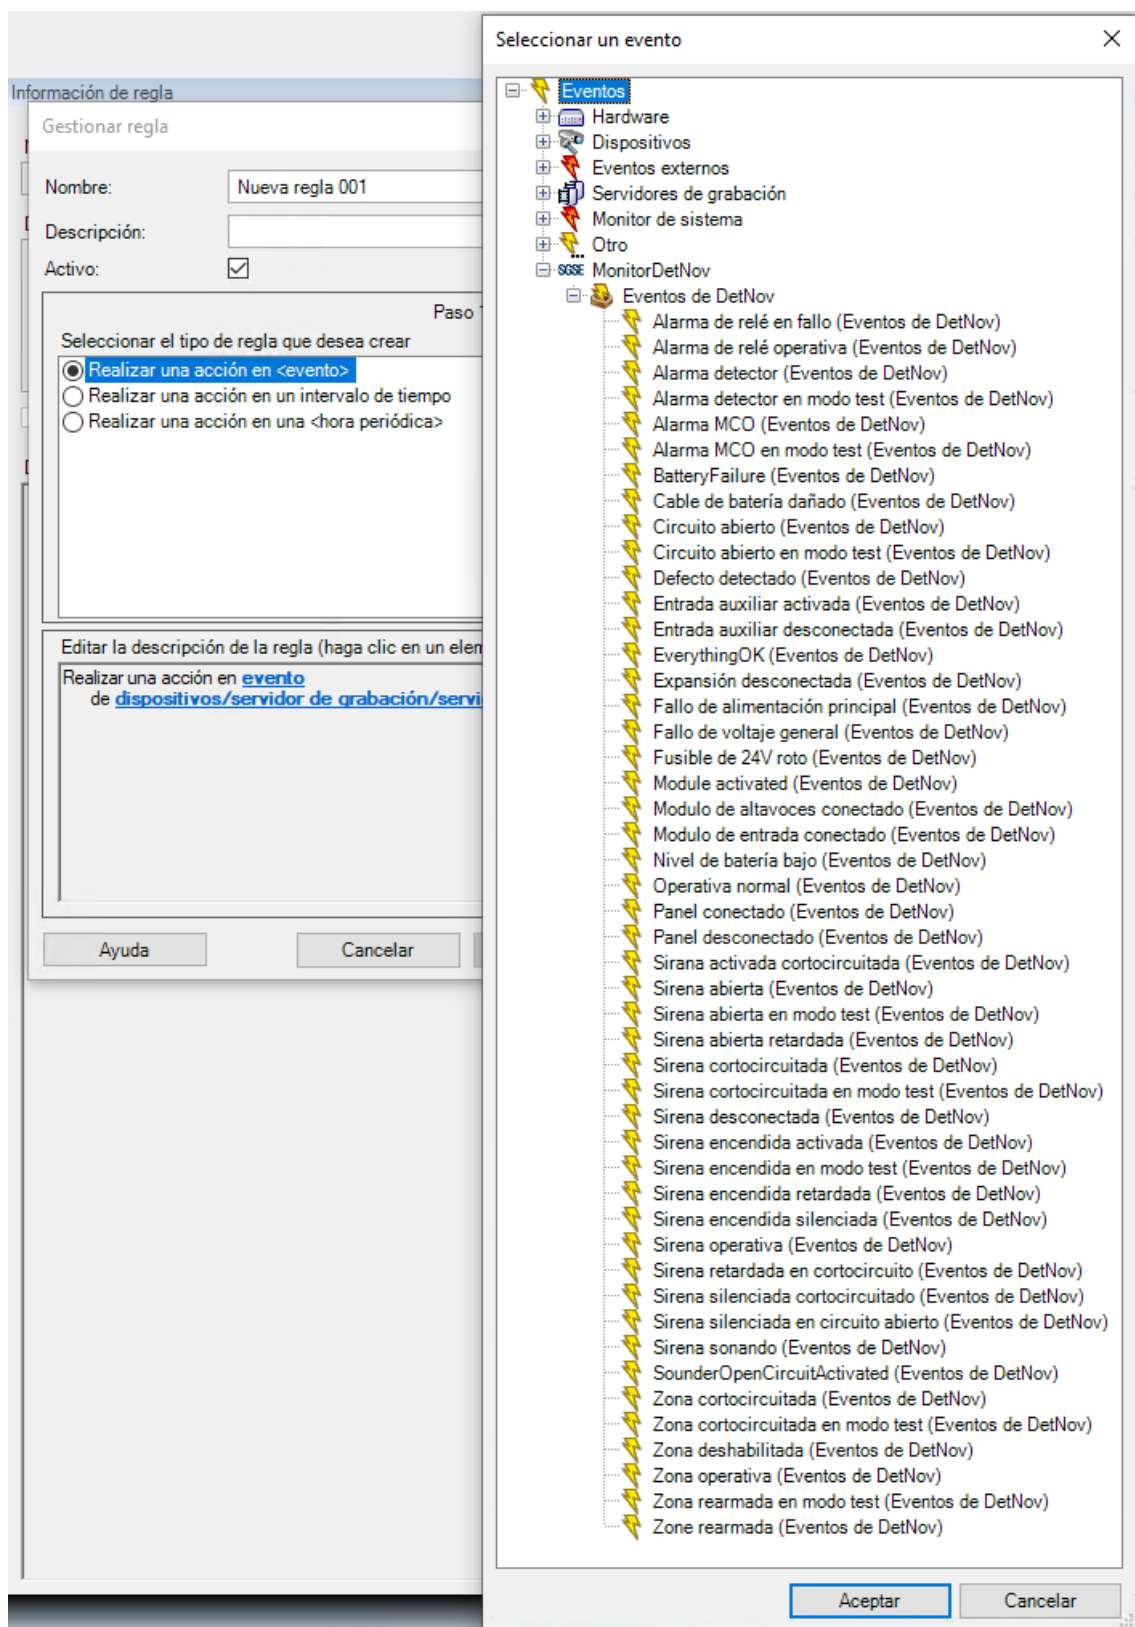 Seleccionar un evento
Información de regla
Gestionar regla
Nombre:
Nueva regla 001
Descripción:
Activo:
Paso
Seleccionar el tipo de regla que desea crear
Realizar una acción en <evento>
Realizar una acción en un intervalo de tiempo
Realizar una acción en una <hora periódica>
Editar la descripción de la regla (haga clic en un elem
Realizar una acción en evento
de dispositivos/servidor de grabación/servi
Ayuda
Cancelar
Eventos
Hardware
Dispositivos
Eventos externos
Servidores de grabación
Monitor de sistema
Otro
SGSE MonitorDetNov
Eventos de DetNov
Alarma de relé en fallo (Eventos de DetNov)
Alarma de relé operativa (Eventos de DetNov)
Alarma detector (Eventos de DetNov)
Alarma detector en modo test (Eventos de DetNov)
Alarma MCO (Eventos de DetNov)
Alarma MCO en modo test (Eventos de DetNov)
BatteryFailure (Eventos de DetNov)
Cable de batería dañado (Eventos de DetNov)
Circuito abierto (Eventos de DetNov)
Circuito abierto en modo test (Eventos de DetNov)
Defecto detectado (Eventos de DetNov)
Entrada auxiliar activada (Eventos de DetNov)
Entrada auxiliar desconectada (Eventos de DetNov)
EverythingOK (Eventos de DetNov)
Expansión desconectada (Eventos de DetNov)
Fallo de alimentación principal (Eventos de DetNov)
Fallo de voltaje general (Eventos de DetNov)
Fusible de 24V roto (Eventos de DetNov)
Module activated (Eventos de DetNov)
Modulo de altavoces conectado (Eventos de DetNov)
Modulo de entrada conectado (Eventos de DetNov)
Nivel de batería bajo (Eventos de DetNov)
Operativa normal (Eventos de DetNov)
Panel conectado (Eventos de DetNov)
Panel desconectado (Eventos de DetNov)
Sirana activada cortocircuitada (Eventos de DetNov)
Sirena abierta (Eventos de DetNov)
Sirena abierta en modo test (Eventos de DetNov)
Sirena abierta retardada (Eventos de DetNov)
Sirena cortocircuitada (Eventos de DetNov)
Sirena cortocircuitada en modo test (Eventos de DetNov)
Sirena desconectada (Eventos de DetNov)
Sirena encendida activada (Eventos de DetNov)
Sirena encendida en modo test (Eventos de DetNov)
Sirena encendida retardada (Eventos de DetNov)
Sirena encendida silenciada (Eventos de DetNov)
Sirena operativa (Eventos de DetNov)
Sirena retardada en cortocircuito (Eventos de DetNov)
Sirena silenciada cortocircuitado (Eventos de DetNov)
Sirena silenciada en circuito abierto (Eventos de DetNov)
Sirena sonando (Eventos de DetNov)
SounderOpenCircuitActivated (Eventos de DetNov)
Zona cortocircuitada (Eventos de DetNov)
Zona cortocircuitada en modo test (Eventos de DetNov)
Zona deshabilitada (Eventos de DetNov)
Zona operativa (Eventos de DetNov)
Zona rearmada en modo test (Eventos de DetNov)
Zone rearmada (Eventos de DetNov)
Aceptar
Cancelar